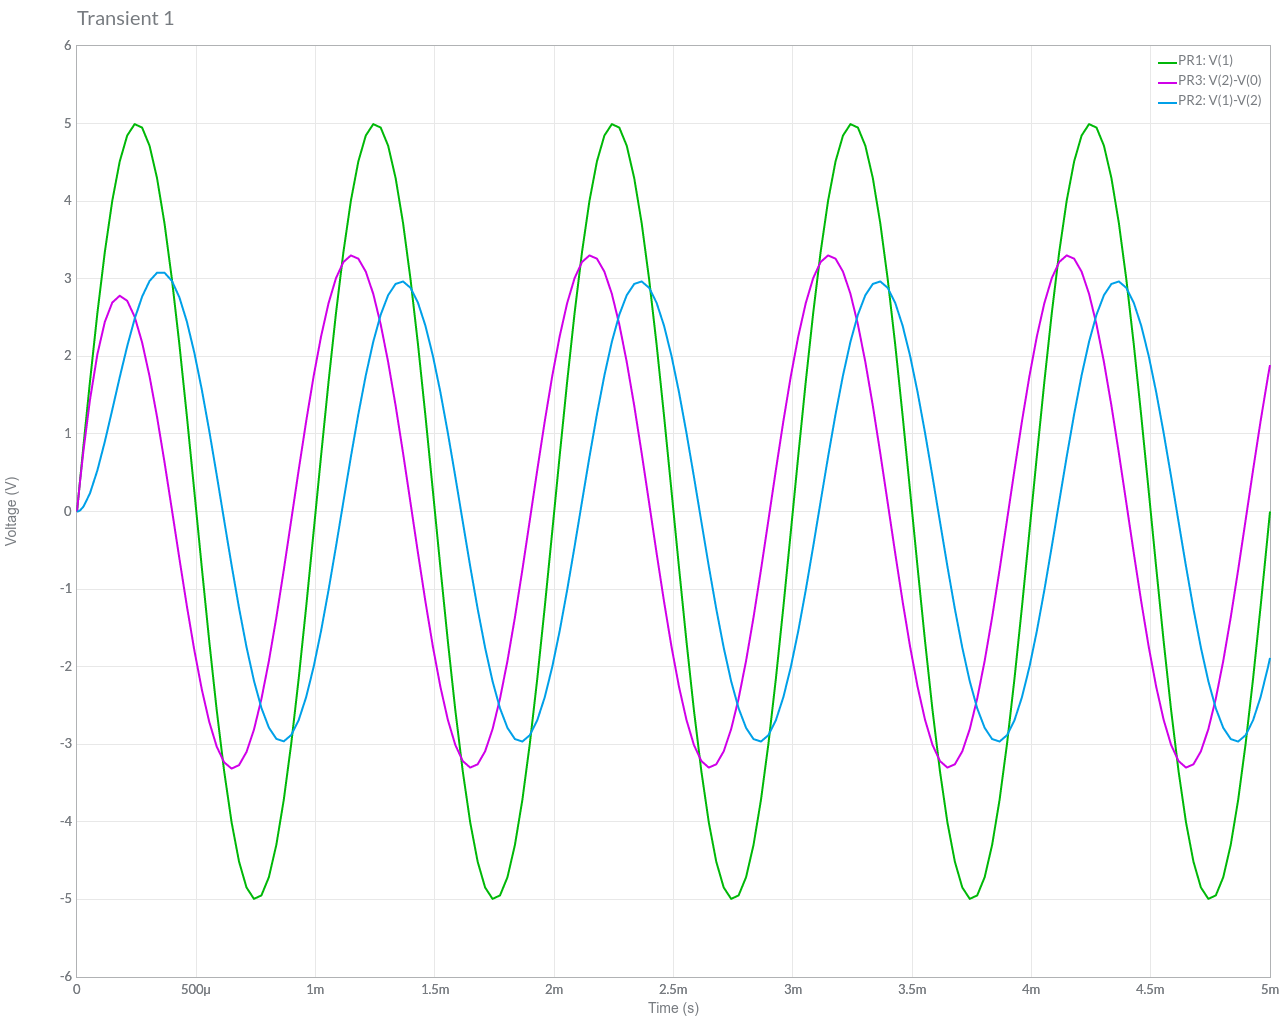 Transient 1
PR1: V(1)
PR3: V(2)-V(0)
PR2: V(1)-V(2)
Voltage (V)
6
5
4
3
2
1
0
-1
-2
-3
-4
-5
-6
0 500µ 1m 1.5m 2m 2.5m 3m 3.5m 4m 4.5m 5m
Time (s)